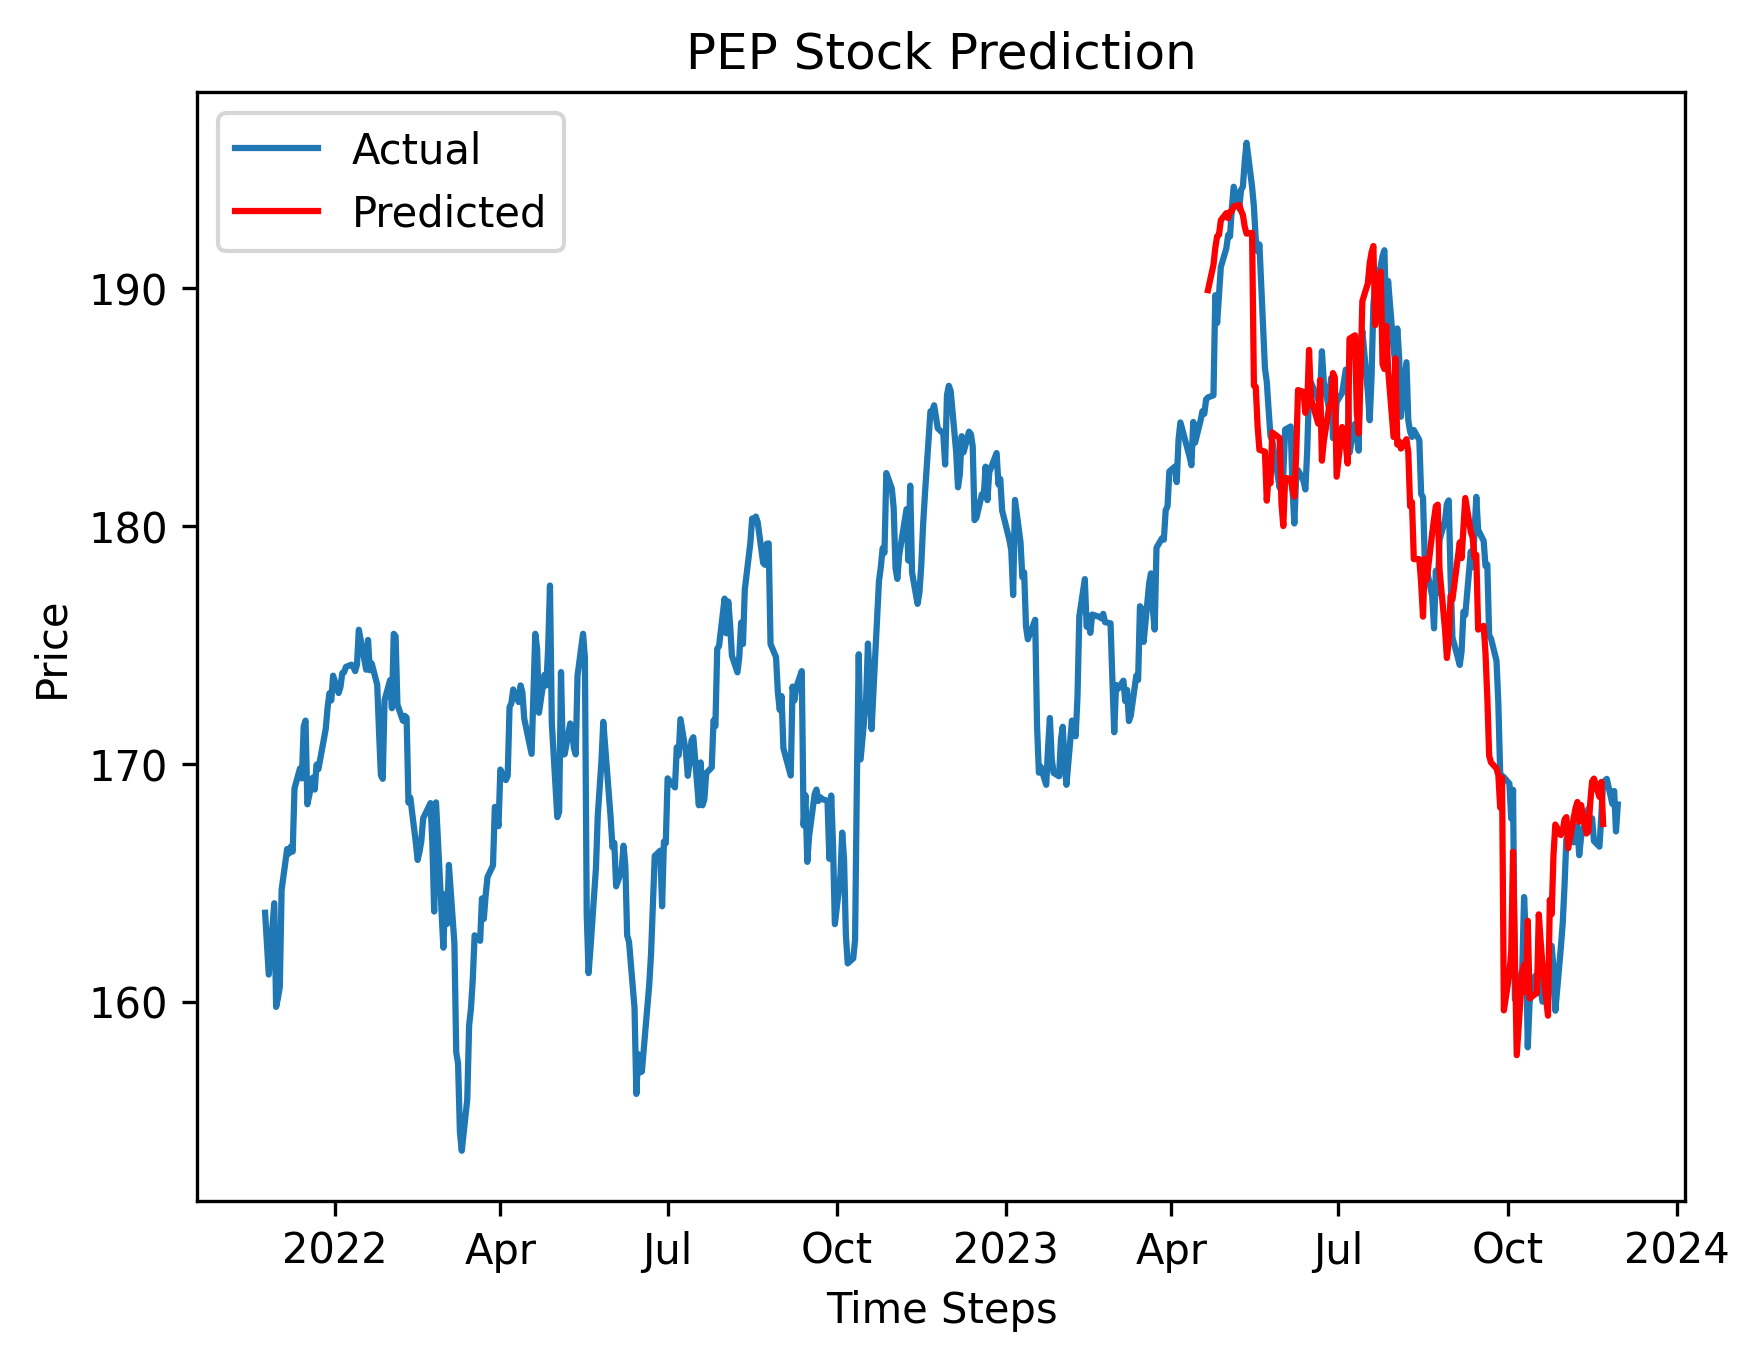 PEP Stock Prediction
Actual
Predicted
190
180
170
160
Price
2022 Apr Jul Oct 2023 Apr Jul Oct 2024
Time Steps